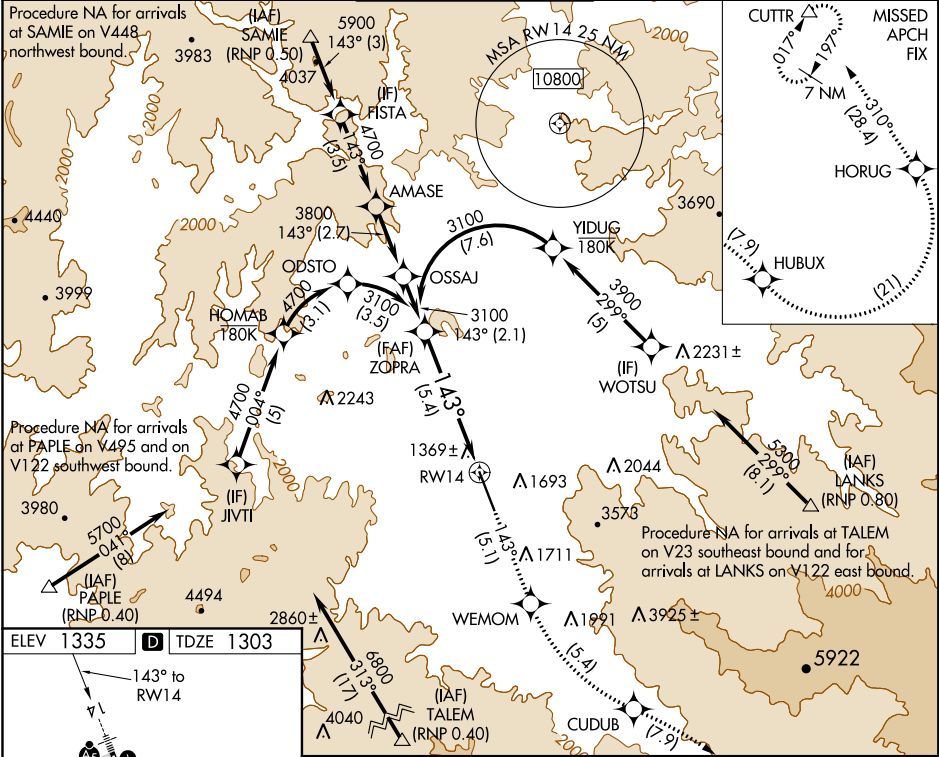 Procedure NA for arrivals
at SAMIE on V448
northwest bound.
3983
(IAF)
SAMIE
(RNP 0.50)
4037
5900
143° (3)
(IF)
FISTA
4700
143°
(3.5)
AMASE
3800
143° (2.7)
OSSAJ
3100
143° (2.1)
(FAF)
ZOPRA
143°
(5.4)
1369±
RW14
143°
(5.1)
WEMOM
(5.4)
CUDUB
(7.9)
MSA RW14 25 NM
10800
2000
3690
CUTTR
017°
197°
7 NM
MISSED
APCH
FIX
310°
(28.4)
HORUG
(21)
HUBUX
(7.9)
2000
4440
2000
3999
3100
(7.6)
YIDUG
180K
3900
299°
(5)
(IF)
WOTSU
2231±
ODSTO
4700
(3.1)
3100
(3.5)
HOMAB
180K
4700
004°
(5)
(IF)
JIVTI
2000
2243
Procedure NA for arrivals
at PAPLE on V495 and on
V122 southwest bound.
3980
5700
041°
(8)
(IAF)
PAPLE
(RNP 0.40)
4494
1693
2044
3573
1711
1891
3925±
5300
299°
(8.1)
(IAF)
LANKS
(RNP 0.80)
Procedure NA for arrivals at TALEM
on V23 southeast bound and for
arrivals at LANKS on V122 east bound.
4000
5922
2860±
6800
313°
(17)
4040
(IAF)
TALEM
(RNP 0.40)
2000
ELEV 1335
D
TDZE 1303
143° to
RW14
14
A5